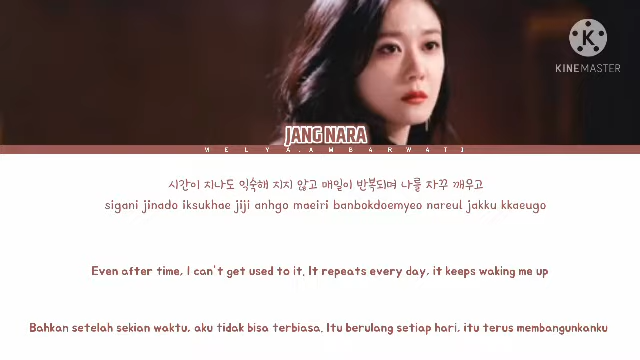 K
KINEMASTER
JANG NARA
MELYA.AMBARWATI
시간이 지나도 익숙해 지지 않고 매일이 반복되며 나를 자꾸 깨우고
sigani jinado iksukhae jiji anhgo maeiri banbokdoemyeo nareul jakku kkaeugo
Even after time, I can't get used to it. It repeats every day, it keeps waking me up
Bahkan setelah sekian waktu, aku tidak bisa terbiasa. Itu berulang setiap hari, itu terus membangunkanku